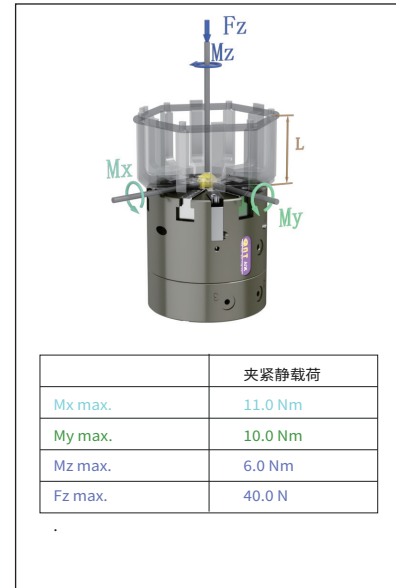 Fz
Mz
L
Mx
My
夹紧静载荷
Mx max. 11.0 Nm
My max. 10.0 Nm
Mz max. 6.0 Nm
Fz max. 40.0 N
.